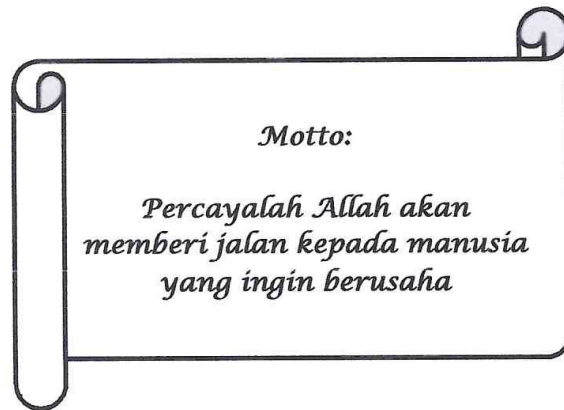 Motto:
Percayalah Allah akan
memberi jalan kepada manusia
yang ingin berusaha